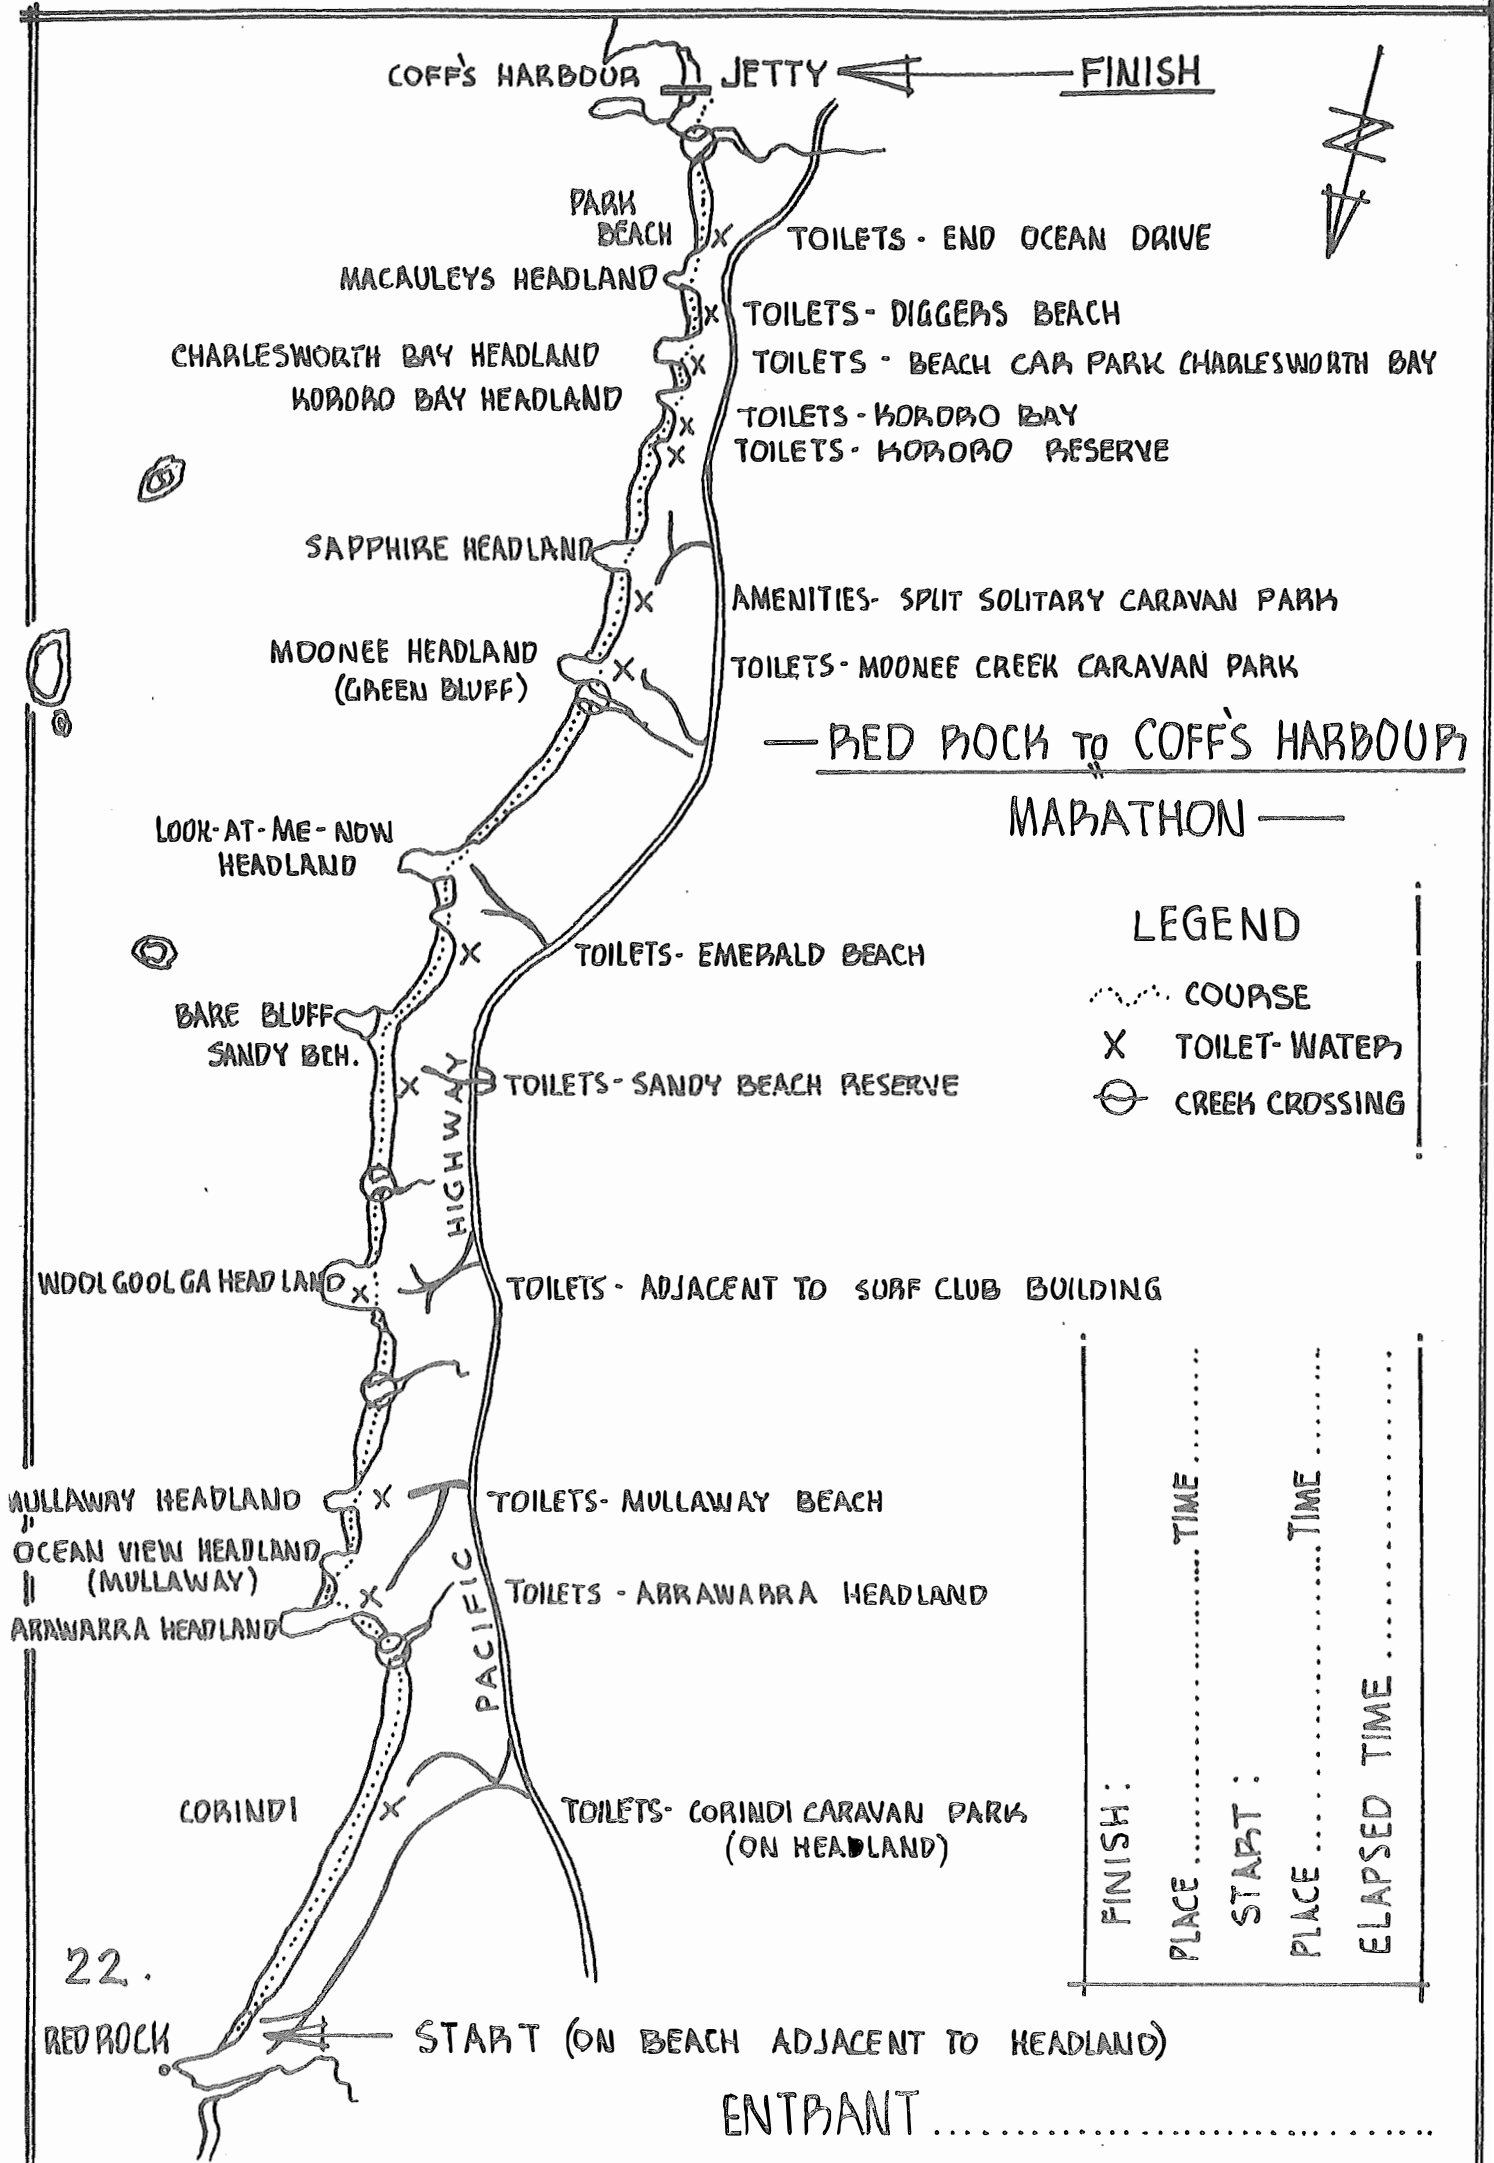 COFF'S HARBOUR JETTY FINISH
N
PARK
BEACH
TOILETS - END OCEAN DRIVE
MACAULEYS HEADLAND
TOILETS - DIGGERS BEACH
CHARLESWORTH BAY HEADLAND
TOILETS - BEACH CAR PARK CHARLESWORTH BAY
KORORO BAY HEADLAND
TOILETS - KORORO BAY
TOILETS - KORORO RESERVE
SAPPHIRE HEADLAND
AMENITIES - SPLIT SOLITARY CARAVAN PARK
MOONEE HEADLAND
(GREEN BLUFF)
TOILETS - MOONEE CREEK CARAVAN PARK
— RED ROCK TO COFF'S HARBOUR
MARATHON —
LOOK-AT-ME-NOW
HEADLAND
LEGEND
COURSE
X TOILET-WATER
CREEK CROSSING
TOILETS - EMERALD BEACH
BARE BLUFF
SANDY BCH.
TOILETS - SANDY BEACH RESERVE
HIGHWAY
WOOLGOOLGA HEADLAND
TOILETS - ADJACENT TO SURF CLUB BUILDING
MULLAWAY HEADLAND
TOILETS - MULLAWAY BEACH
OCEAN VIEW HEADLAND
(MULLAWAY)
TOILETS - ARRAWARRA HEADLAND
ARAWARRA HEADLAND
PACIFIC
CORINDI
TOILETS - CORINDI CARAVAN PARK
(ON HEADLAND)
FINISH:
PLACE .......... TIME ..........
START:
PLACE .......... TIME ..........
ELAPSED TIME ..........
22.
RED ROCK
START (ON BEACH ADJACENT TO HEADLAND)
ENTRANT ..............................